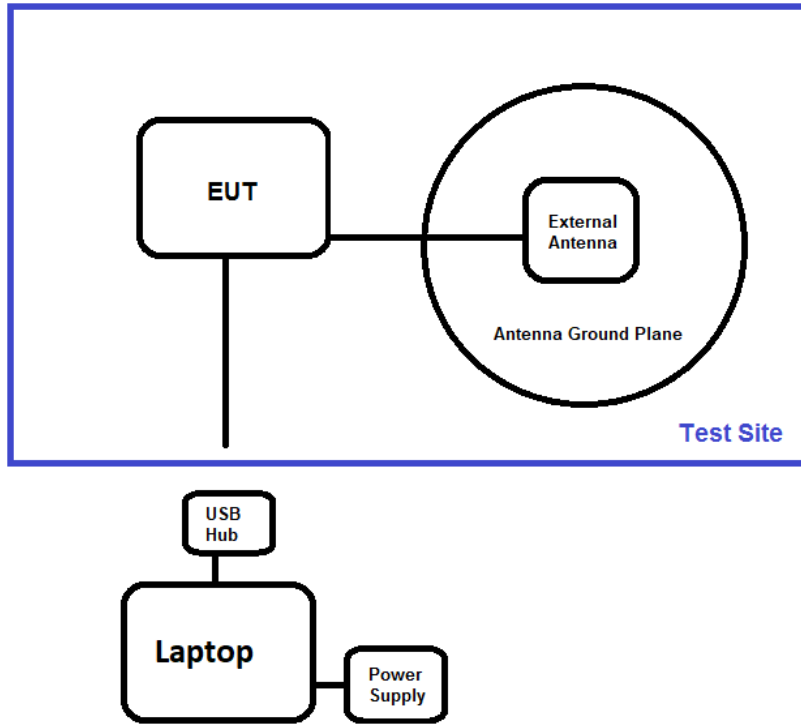 EUT
External
Antenna
Antenna Ground Plane
Test Site
USB
Hub
Laptop
Power
Supply